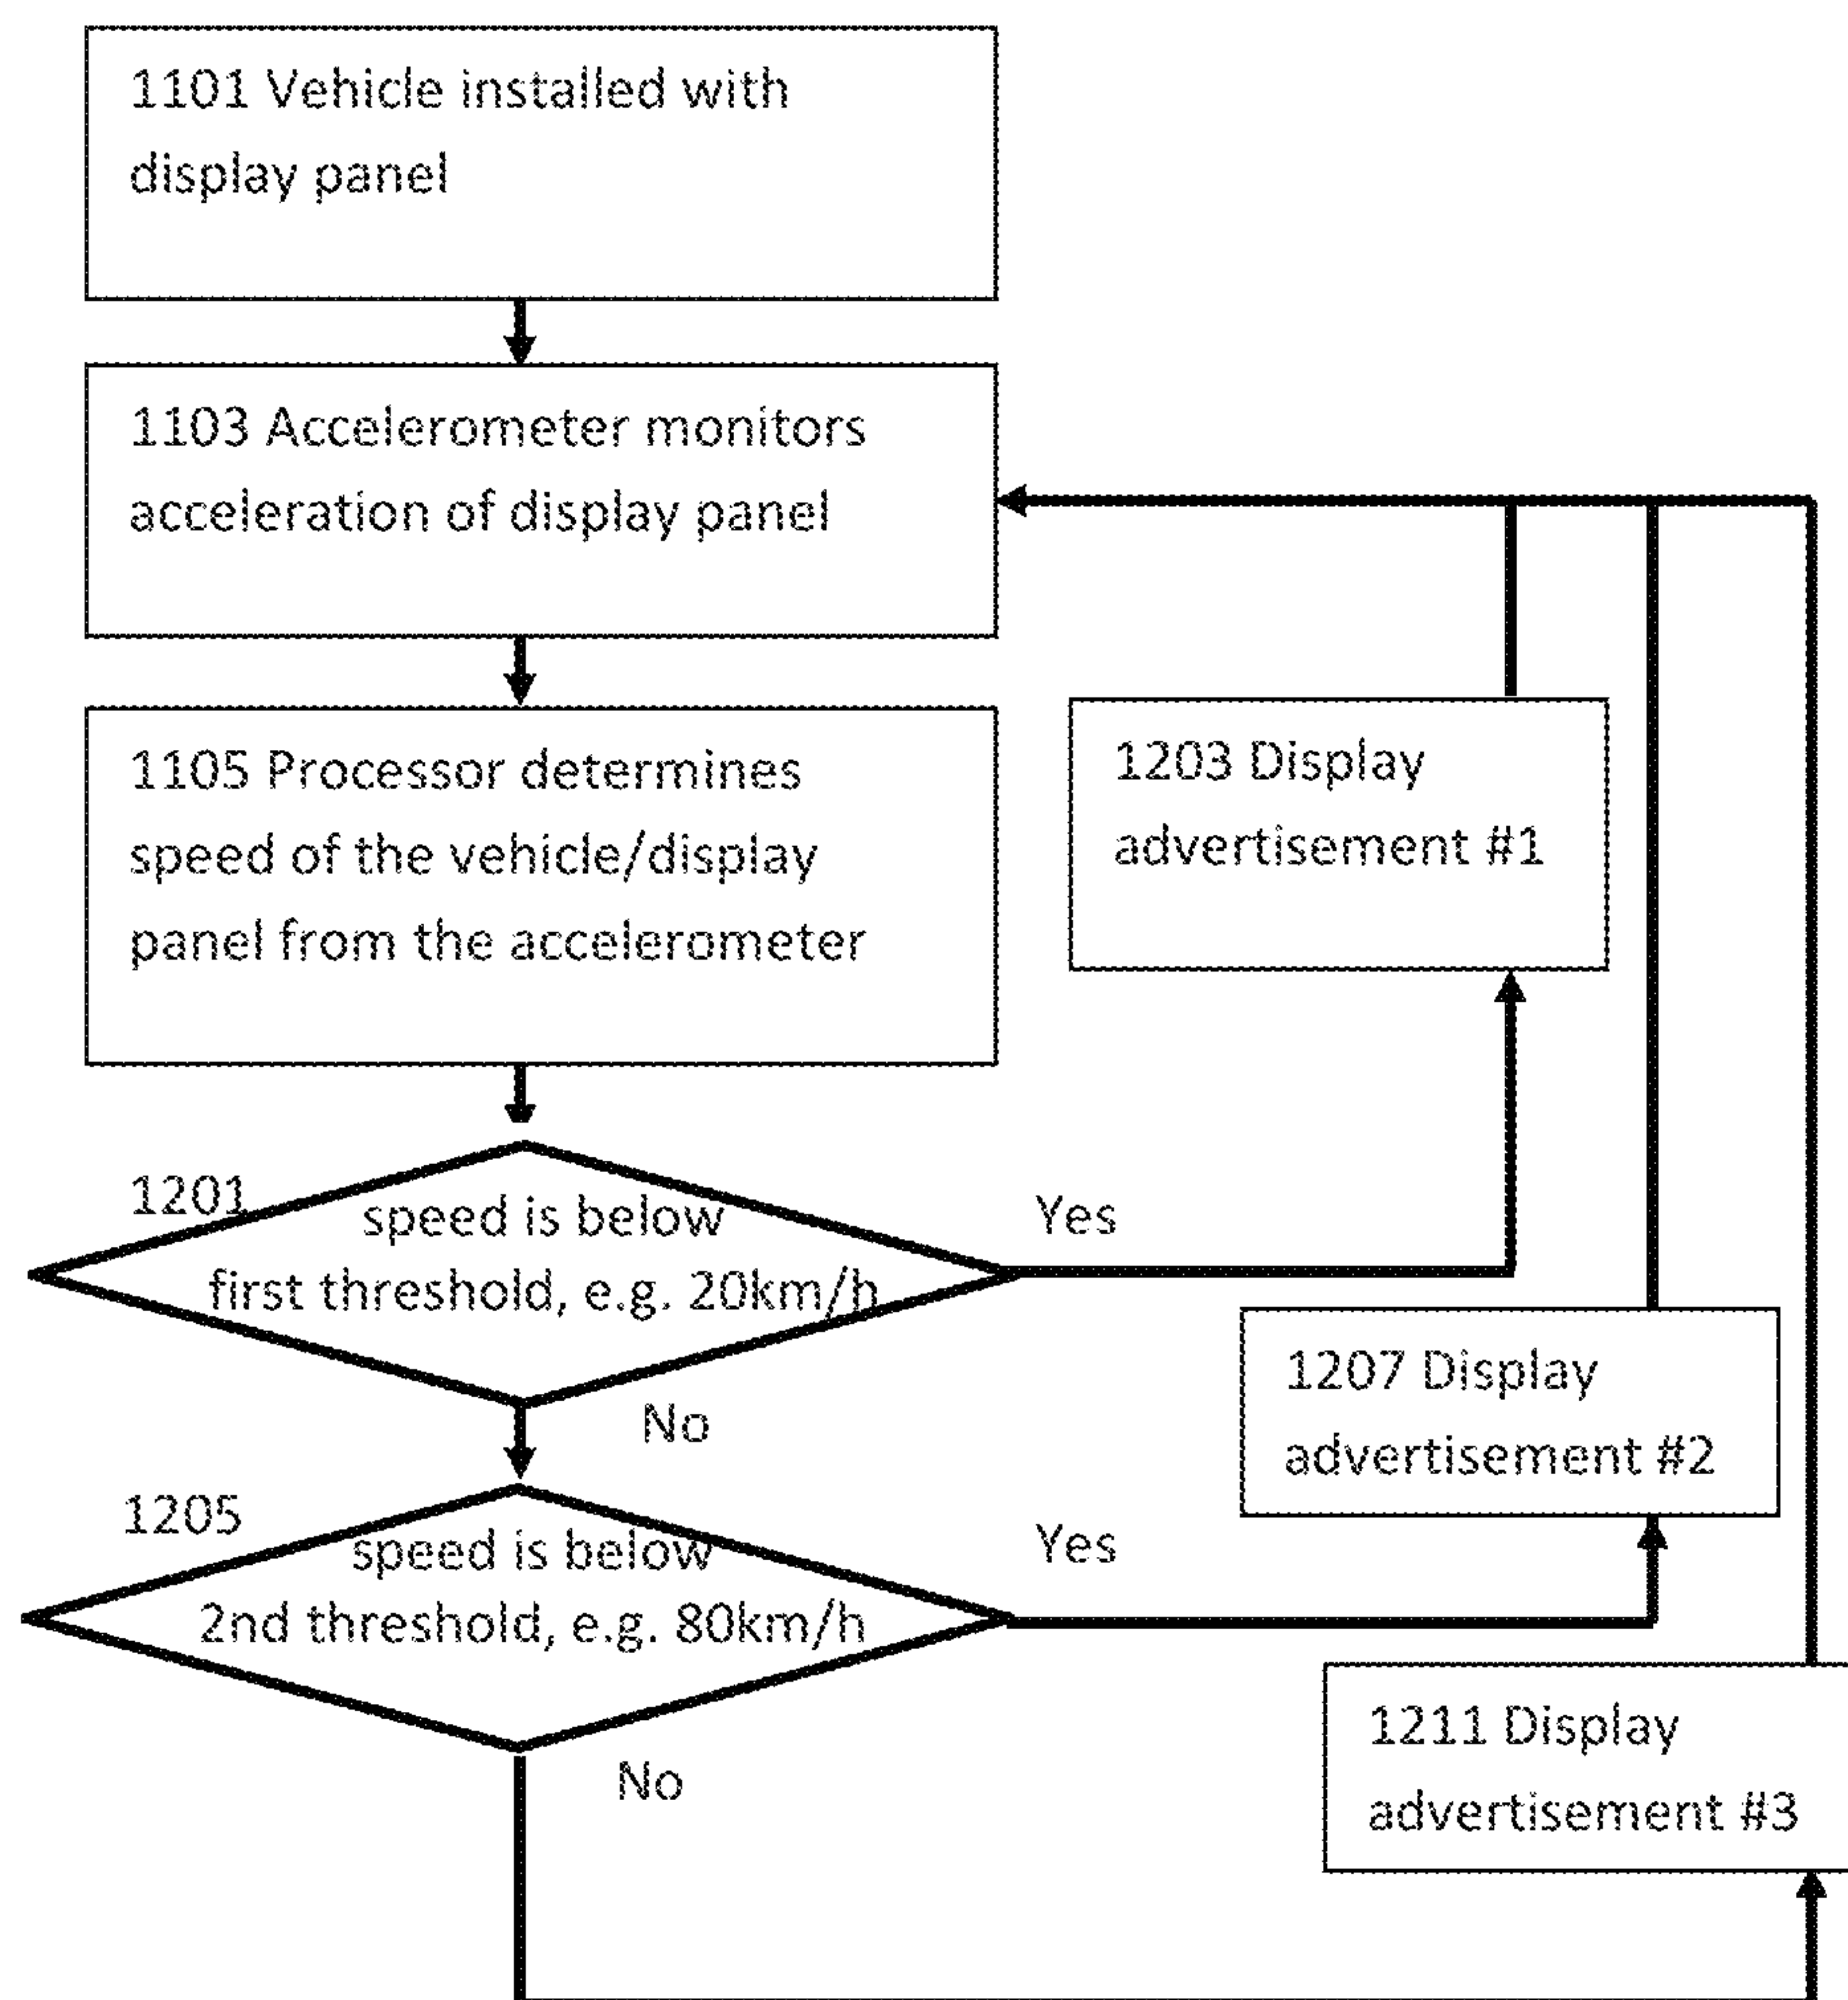 1101 Vehicle installed with
display panel
1103 Accelerometer monitors
acceleration of display panel
1105 Processor determines
speed of the vehicle/display
panel from the accelerometer
1203 Display
advertisement #1
1201
speed is below
first threshold, e.g. 20km/h
Yes
No
1207 Display
advertisement #2
1205
speed is below
2nd threshold, e.g. 80km/h
Yes
No
1211 Display
advertisement #3